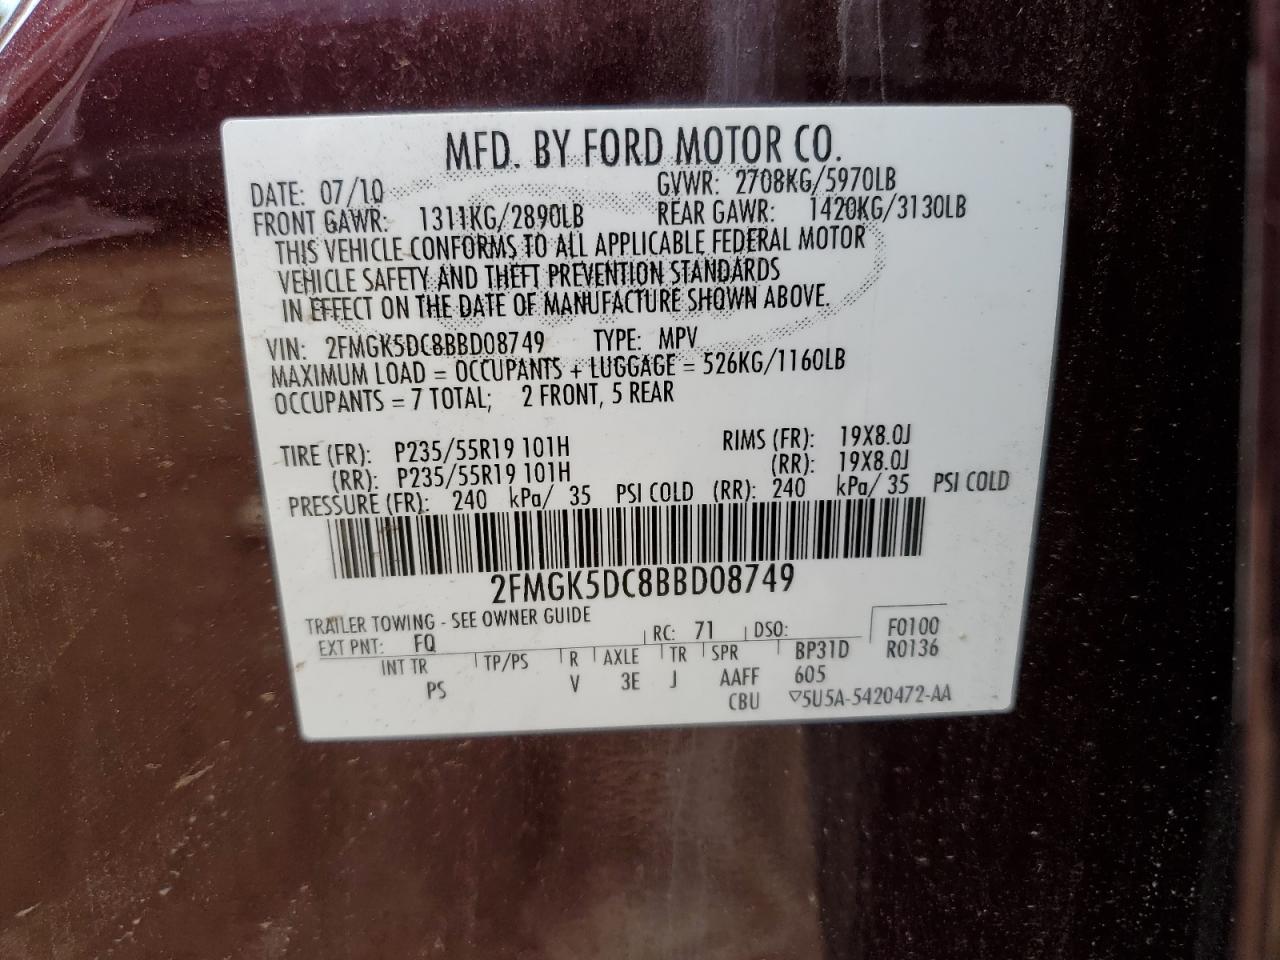 MFD. BY FORD MOTOR CO.
DATE: 07/10 GVWR: 2708KG/5970LB
FRONT GAWR: 1311KG/2890LB REAR GAWR: 1420KG/3130LB
THIS VEHICLE CONFORMS TO ALL APPLICABLE FEDERAL MOTOR
VEHICLE SAFETY AND THEFT PREVENTION STANDARDS
IN EFFECT ON THE DATE OF MANUFACTURE SHOWN ABOVE.
VIN: 2FMGK5DC8BBD08749 TYPE: MPV
MAXIMUM LOAD = OCCUPANTS + LUGGAGE = 526KG/1160LB
OCCUPANTS = 7 TOTAL; 2 FRONT, 5 REAR
TIRE (FR): P235/55R19 101H RIMS (FR): 19X8.0J
(RR): P235/55R19 101H (RR): 19X8.0J
PRESSURE (FR): 240 kPa/ 35 PSI COLD (RR): 240 kPa/ 35 PSI COLD
2FMGK5DC8BBD08749
TRAILER TOWING - SEE OWNER GUIDE
EXT PNT: FQ RC: 71 DSO: F0100
INT TR TP/PS R AXLE TR SPR BP31D R0136
PS V 3E J AAFF 605
CBU ▽5U5A-5420472-AA